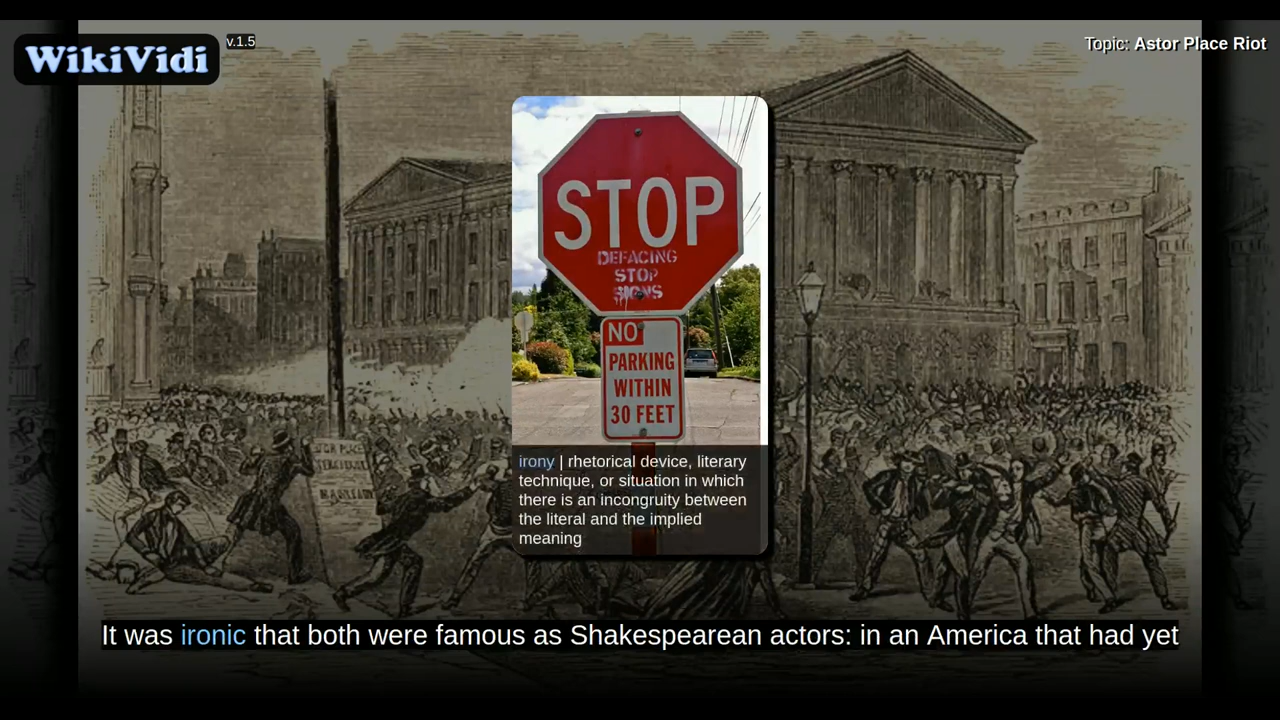 WikiVidi
v.1.5
Topic: Astor Place Riot
STOP
DEFACING
STOP
SIGNS
NO
PARKING
WITHIN
30 FEET
irony | rhetorical device, literary
technique, or situation in which
there is an incongruity between
the literal and the implied
meaning
It was ironic that both were famous as Shakespearean actors: in an America that had yet